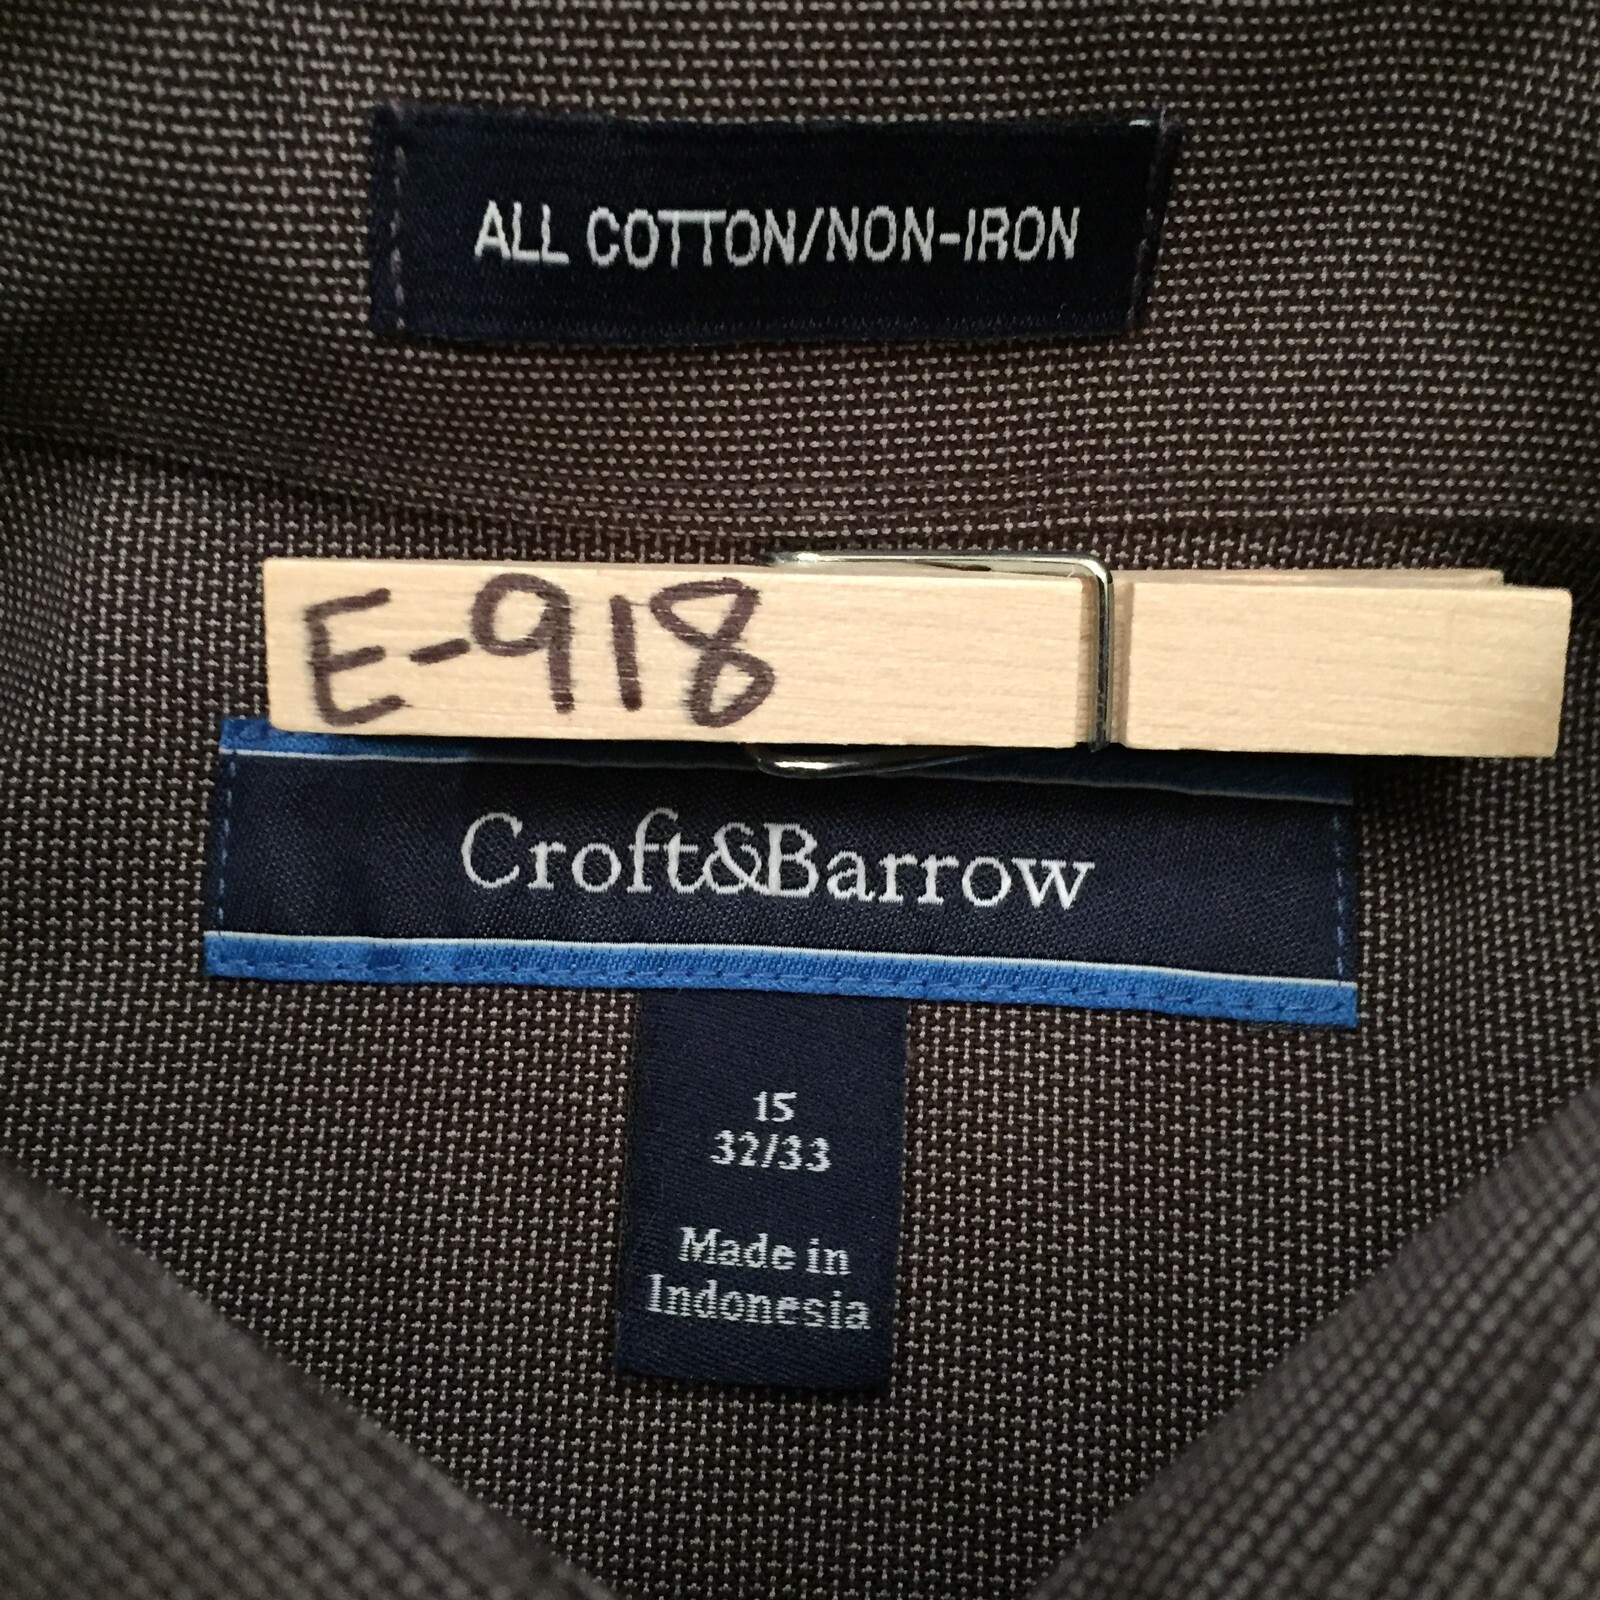 ALL COTTON/NON-IRON
E-918
Croft&Barrow
15
32/33
Made in
Indonesia